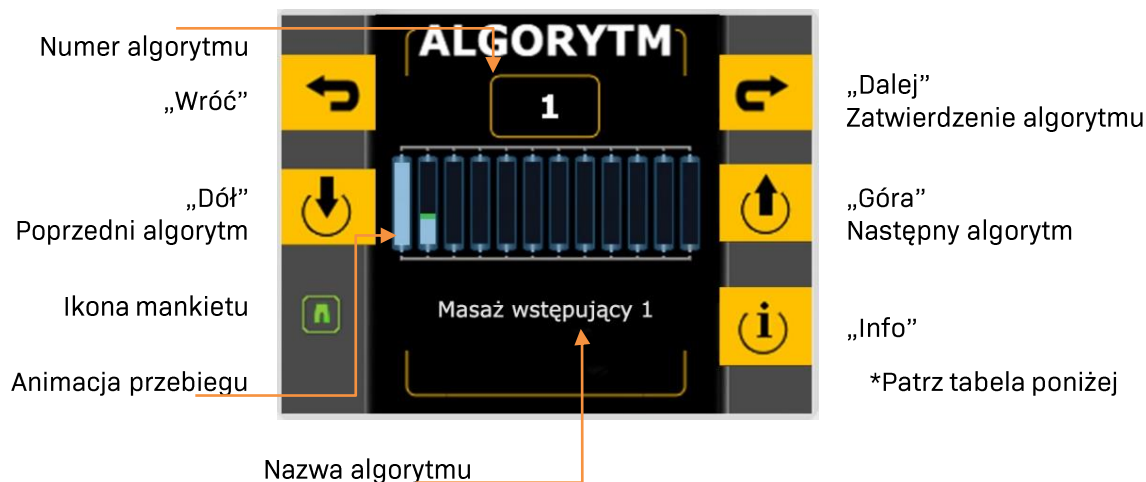 ALGORYTM
Numer algorytmu
„Wróć”
1
„Dalej”
Zatwierdzenie algorytmu
„Dół”
Poprzedni algorytm
„Góra”
Następny algorytm
Ikona mankietu
Masaż wstępujący 1
i
„Info”
Animacja przebiegu
*Patrz tabela poniżej
Nazwa algorytmu